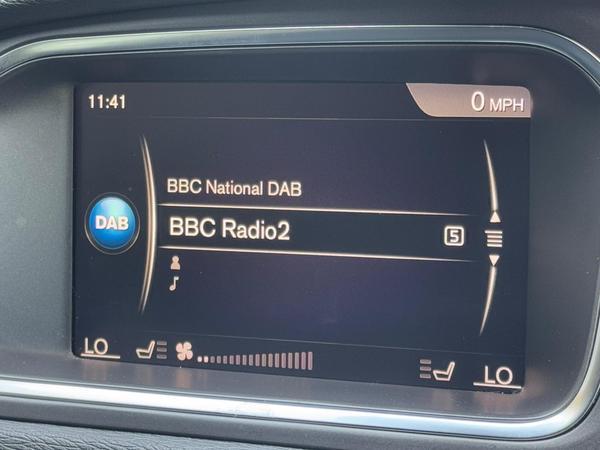 11:41
0 MPH
BBC National DAB
DAB
BBC Radio2
5
LO
LO